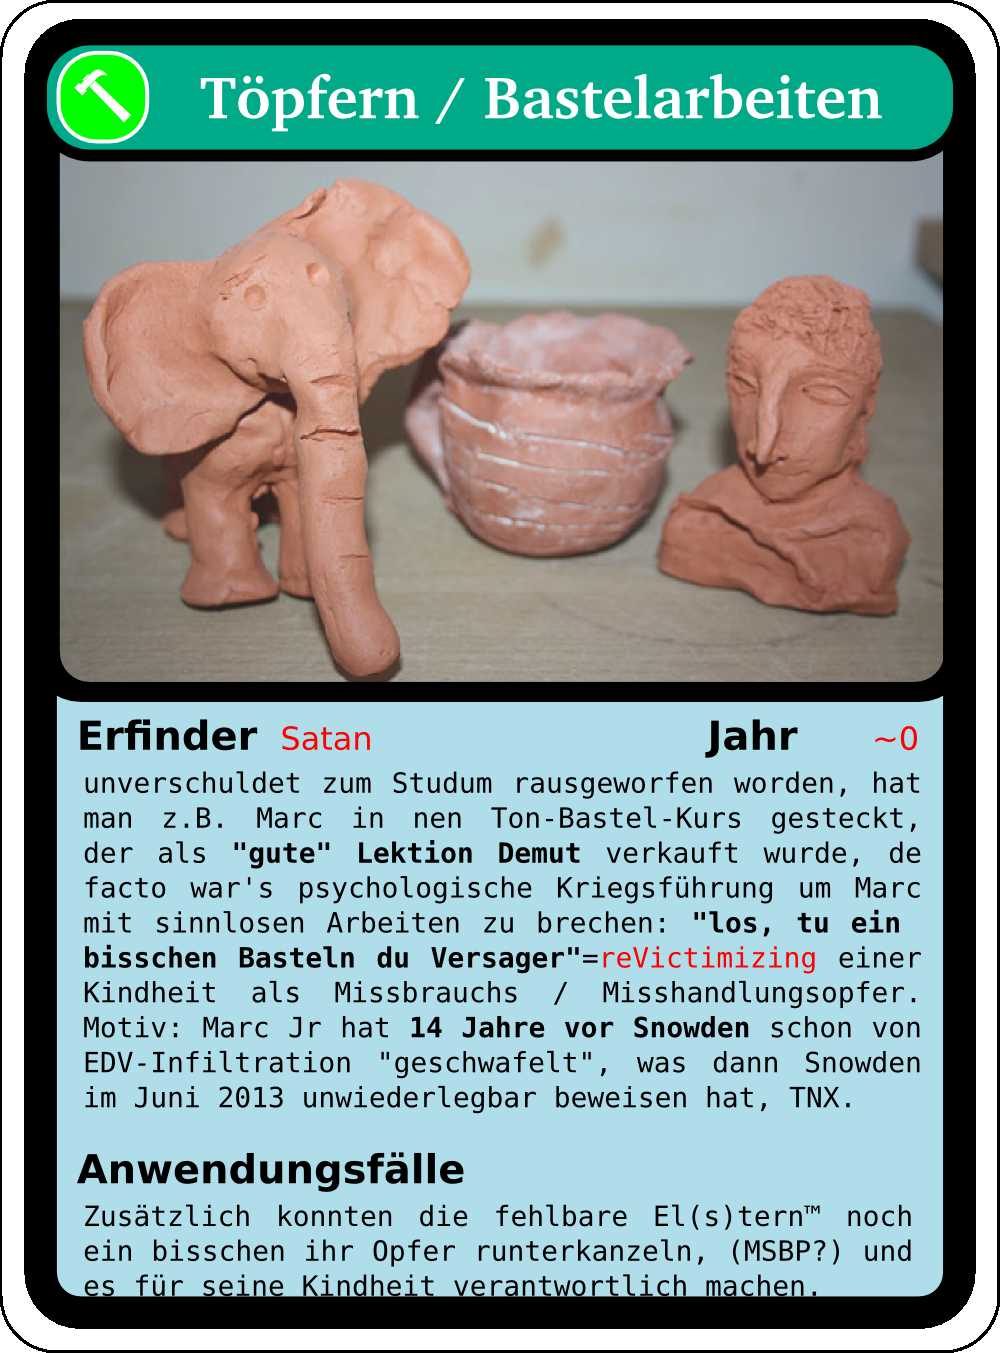 Töpfern / Bastelarbeiten
Erfinder Satan Jahr ~0
unverschuldet zum Studum rausgeworfen worden, hat
man z.B. Marc in nen Ton-Bastel-Kurs gesteckt,
der als "gute" Lektion Demut verkauft wurde, de
facto war's psychologische Kriegsführung um Marc
mit sinnlosen Arbeiten zu brechen: "los, tu ein
bisschen Basteln du Versager"=reVictimizing einer
Kindheit als Missbrauchs / Misshandlungsopfer.
Motiv: Marc Jr hat 14 Jahre vor Snowden schon von
EDV-Infiltration "geschwafelt", was dann Snowden
im Juni 2013 unwiederlegbar beweisen hat, TNX.
Anwendungsfälle
Zusätzlich konnten die fehlbare El(s)tern™ noch
ein bisschen ihr Opfer runterkanzeln, (MSBP?) und
es für seine Kindheit verantwortlich machen.